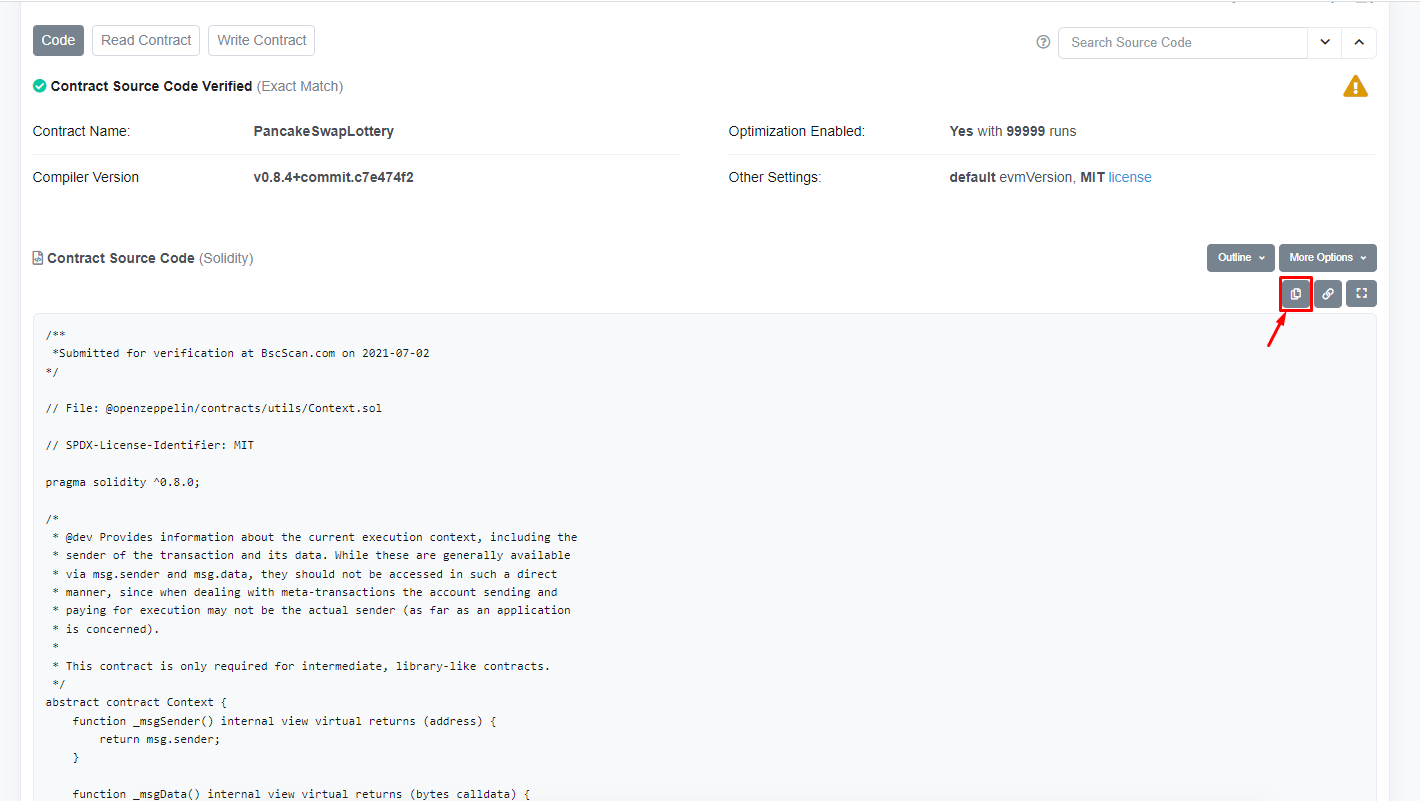 Code Read Contract Write Contract Search Source Code
Contract Source Code Verified (Exact Match)
Contract Name: PancakeSwapLottery Optimization Enabled: Yes with 99999 runs
Compiler Version v0.8.4+commit.c7e474f2 Other Settings: default evmVersion, MIT license
Contract Source Code (Solidity) Outline More Options
/**
 *Submitted for verification at BscScan.com on 2021-07-02
*/
// File: @openzeppelin/contracts/utils/Context.sol
// SPDX-License-Identifier: MIT
pragma solidity ^0.8.0;
/*
 * @dev Provides information about the current execution context, including the
 * sender of the transaction and its data. While these are generally available
 * via msg.sender and msg.data, they should not be accessed in such a direct
 * manner, since when dealing with meta-transactions the account sending and
 * paying for execution may not be the actual sender (as far as an application
 * is concerned).
 *
 * This contract is only required for intermediate, library-like contracts.
 */
abstract contract Context {
    function _msgSender() internal view virtual returns (address) {
        return msg.sender;
    }
    function _msgData() internal view virtual returns (bytes calldata) {